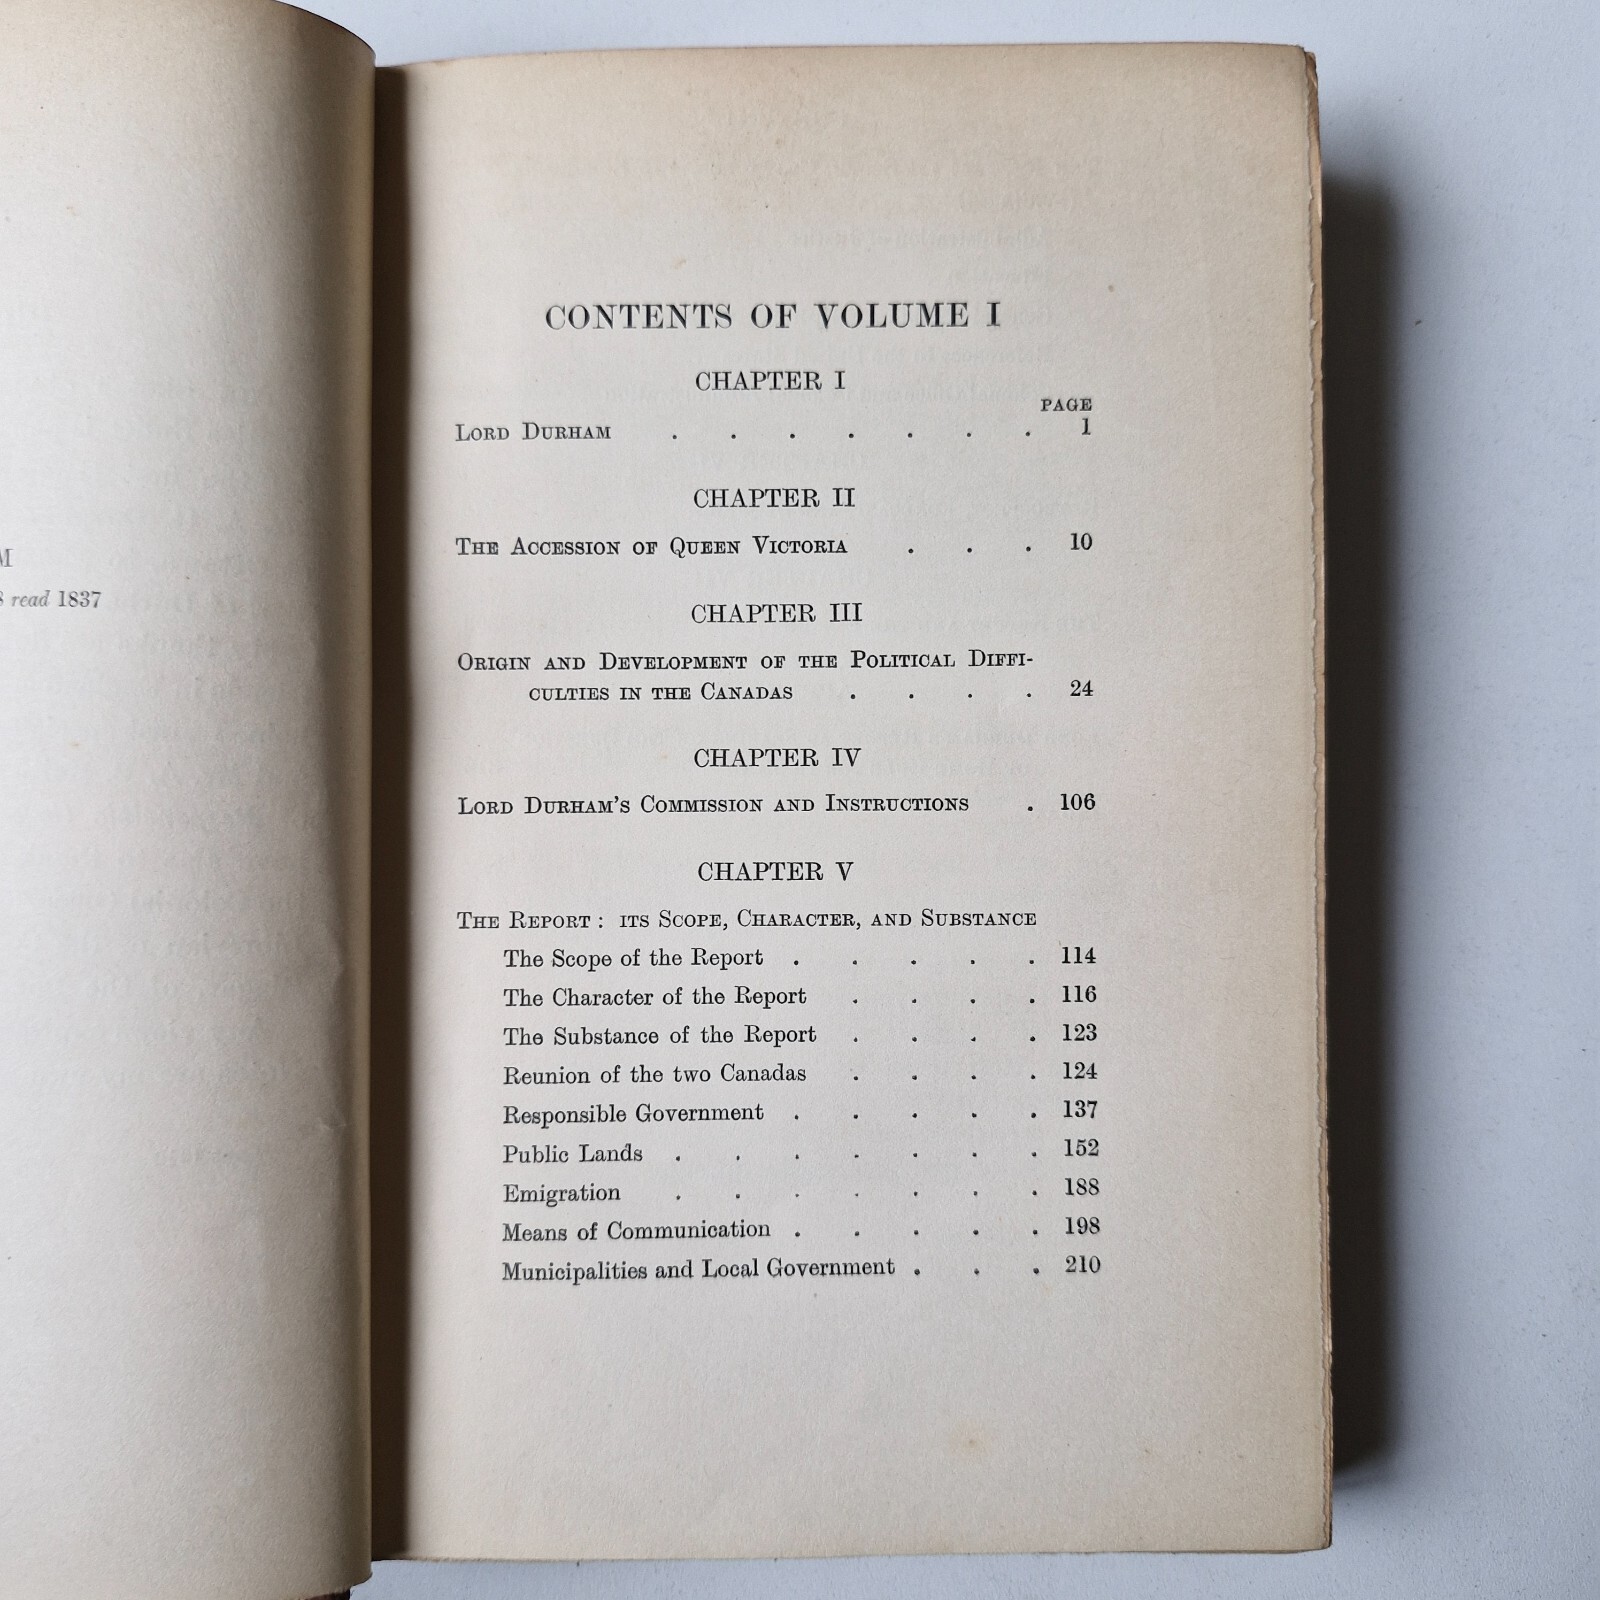 M
8 read 1837
CONTENTS OF VOLUME I
CHAPTER I
PAGE
LORD DURHAM . . . . . . . 1
CHAPTER II
THE ACCESSION OF QUEEN VICTORIA . . . 10
CHAPTER III
ORIGIN AND DEVELOPMENT OF THE POLITICAL DIFFI-
CULTIES IN THE CANADAS . . . . 24
CHAPTER IV
LORD DURHAM'S COMMISSION AND INSTRUCTIONS . 106
CHAPTER V
THE REPORT : ITS SCOPE, CHARACTER, AND SUBSTANCE
The Scope of the Report . . . . . 114
The Character of the Report . . . . 116
The Substance of the Report . . . . 123
Reunion of the two Canadas . . . . 124
Responsible Government . . . . . 137
Public Lands . . . . . . . 152
Emigration . . . . . . . 188
Means of Communication . . . . . 198
Municipalities and Local Government . . . 210